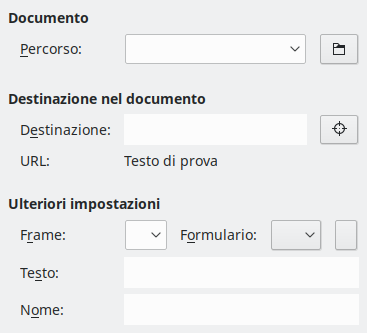 Documento
Percorso:
Destinazione nel documento
Destinazione:
URL: Testo di prova
Ulteriori impostazioni
Frame: Formulario:
Testo:
Nome: